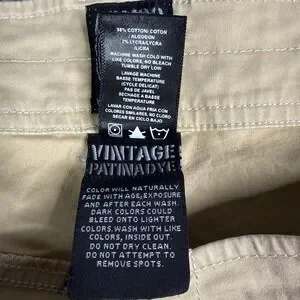 98% COTTON/COTON
/ALGODON
2% LYCRA/LYCRA
/LICRA
MACHINE WASH COLD WITH
LIKE COLORS, NO BLEACH
TUMBLE DRY LOW
LAVAGE MACHINE
BASSE TEMPERATURE
(CYCLE DELICAT)
PAS DE JAVEL
SECHAGE A BASSE
TEMPERATURE
LAVAR CON AGUA FRIA CON
COLORES SIMILARES. NO CLORO
SECAR EN CICLO BAJO
VINTAGE
PATINADYE
COLOR WILL NATURALLY
FADE WITH AGE, EXPOSURE
AND AFTER EACH WASH.
DARK COLORS COULD
BLEED ONTO LIGHTER
COLORS. WASH WITH LIKE
COLORS, INSIDE OUT.
DO NOT DRY CLEAN.
DO NOT ATTEMPT TO
REMOVE SPOTS.